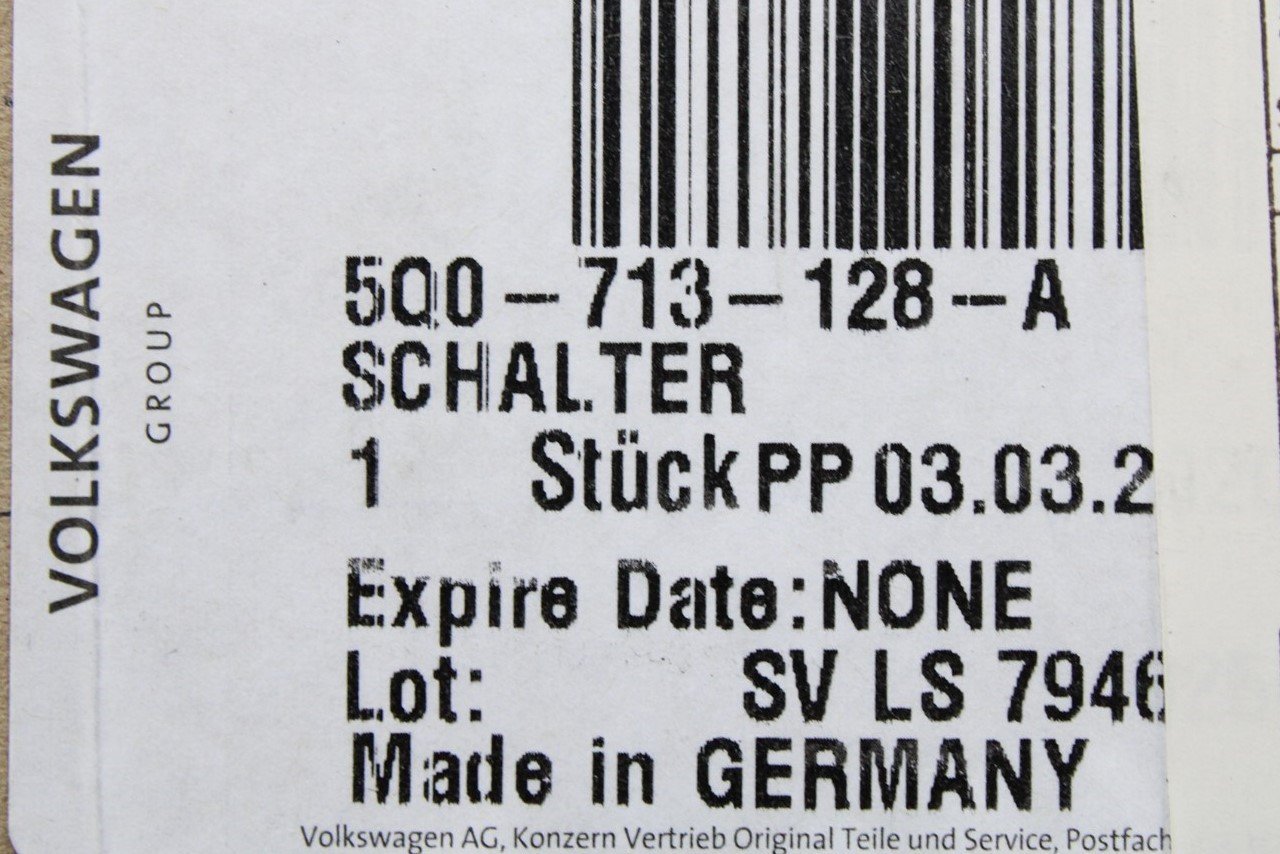 VOLKSWAGEN
GROUP
5Q0-713-128-A
SCHALTER
1 Stück PP 03.03.2
Expire Date:NONE
Lot: SV LS 7946
Made in GERMANY
Volkswagen AG, Konzern Vertrieb Original Teile und Service, Postfach